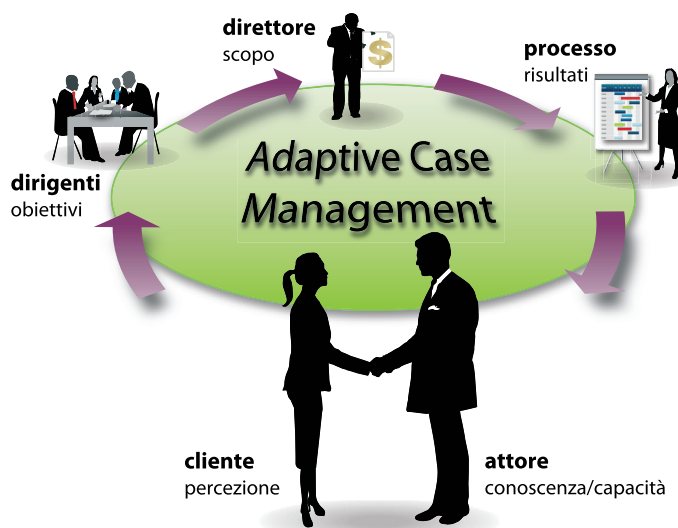 direttore
scopo
processo
risultati
$
Adaptive Case
Management
dirigenti
obiettivi
cliente
percezione
attore
conoscenza/capacità